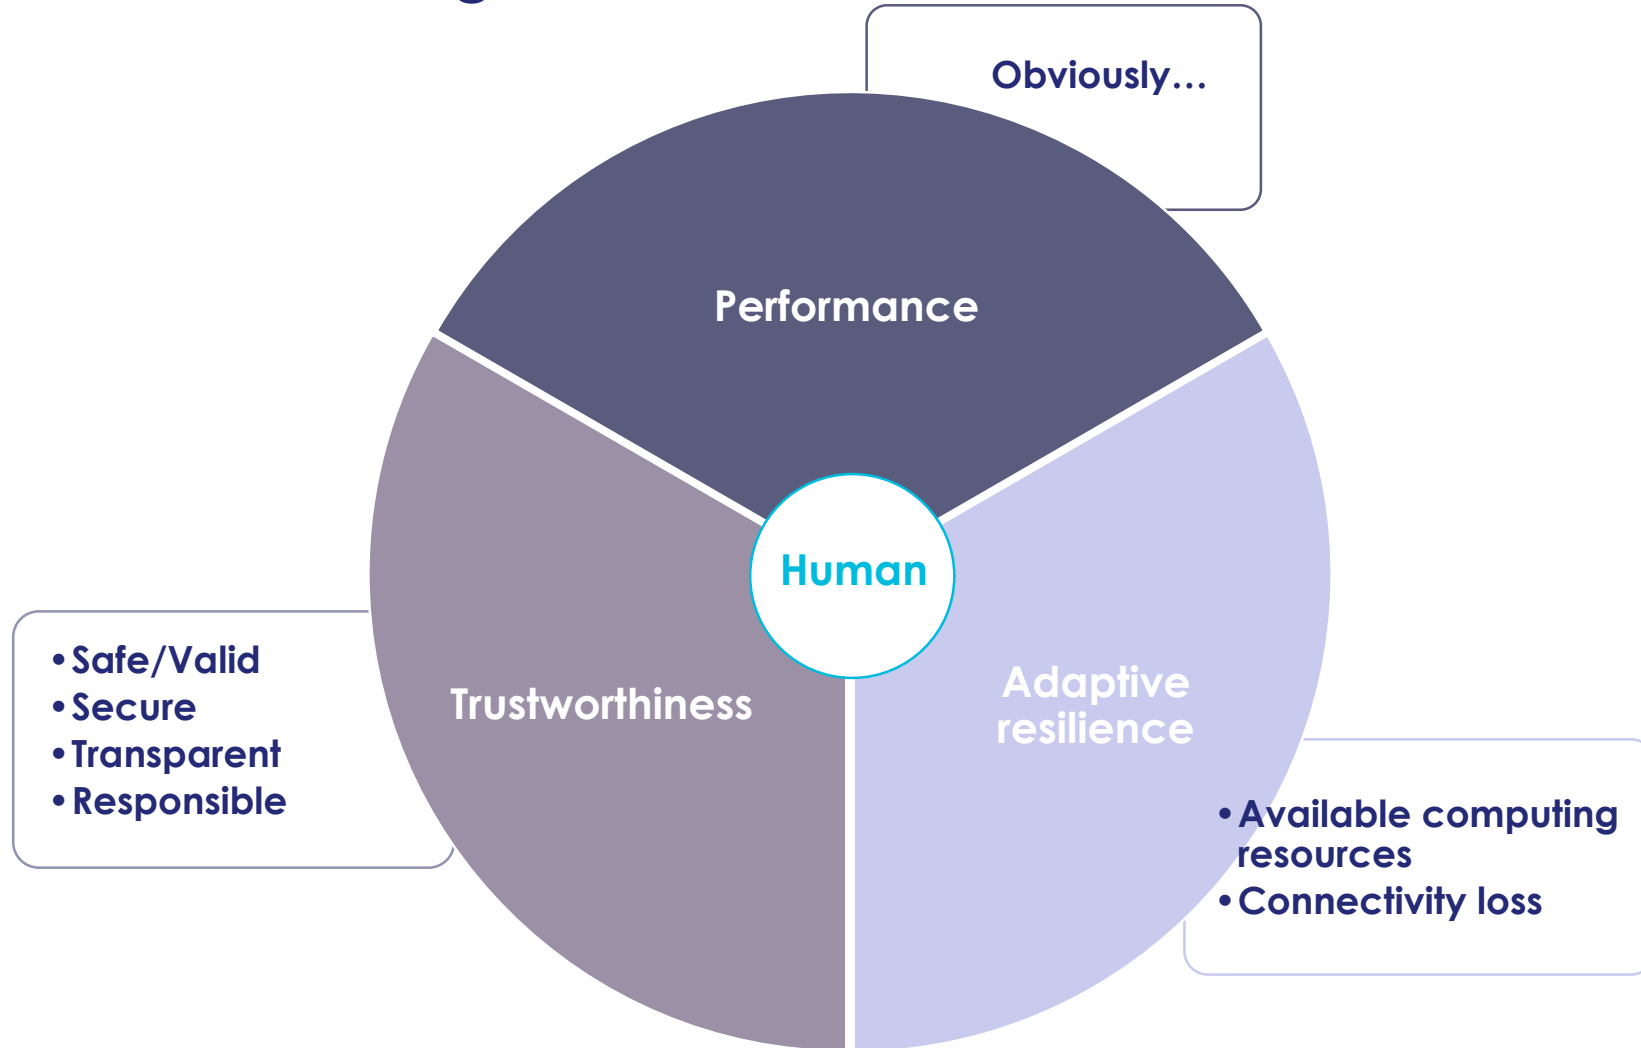 Obviously...
Performance
Human
Trustworthiness
Adaptive
resilience
• Safe/Valid
• Secure
• Transparent
• Responsible
• Available computing
resources
• Connectivity loss